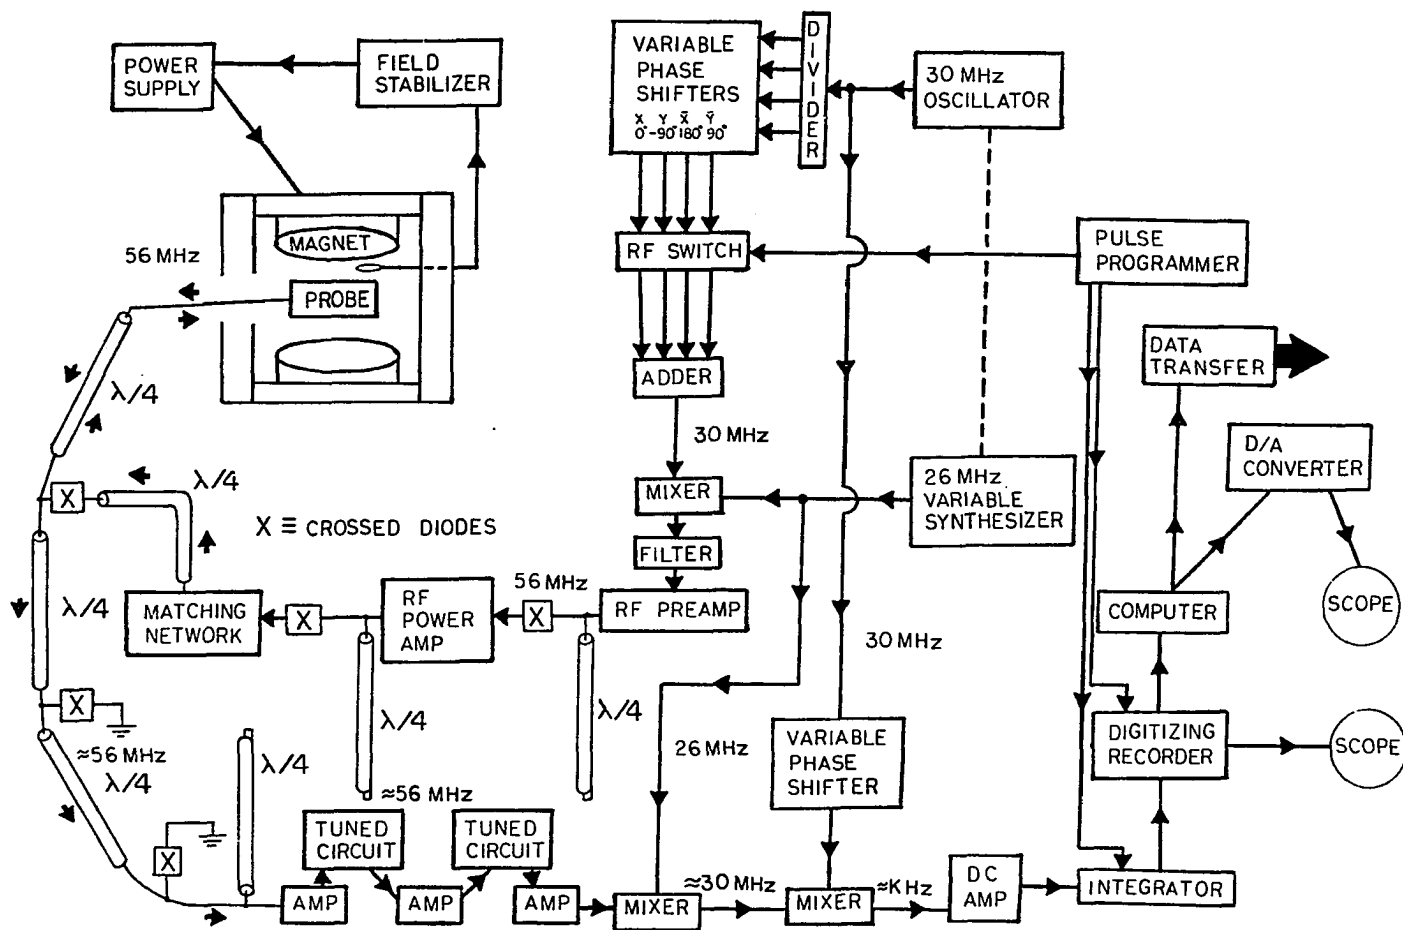 POWER
SUPPLY
FIELD
STABILIZER
VARIABLE
PHASE
SHIFTERS
X Y X̄ Ȳ
0° -90° 180° 90°
DIVIDER
30 MHz
OSCILLATOR
MAGNET
56 MHz
PROBE
RF SWITCH
PULSE
PROGRAMMER
DATA
TRANSFER
ADDER
λ/4
30 MHz
D/A
CONVERTER
X
λ/4
MIXER
26 MHz
VARIABLE
SYNTHESIZER
X ≡ CROSSED DIODES
FILTER
56 MHz
λ/4
MATCHING
NETWORK
X
RF
POWER
AMP
X
RF PREAMP
COMPUTER
SCOPE
30 MHz
X
λ/4
λ/4
≈56 MHz
λ/4
λ/4
26 MHz
VARIABLE
PHASE
SHIFTER
DIGITIZING
RECORDER
SCOPE
≈56 MHz
TUNED
CIRCUIT
TUNED
CIRCUIT
X
AMP
AMP
AMP
MIXER
≈30 MHz
MIXER
≈KHz
DC
AMP
INTEGRATOR